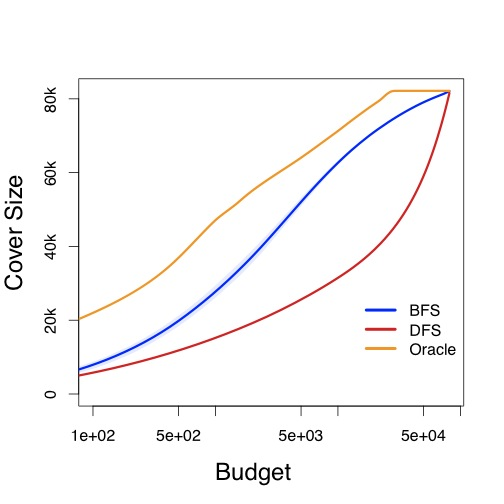 Cover Size
80k
60k
40k
20k
0
BFS
DFS
Oracle
1e+02 5e+02 5e+03 5e+04
Budget